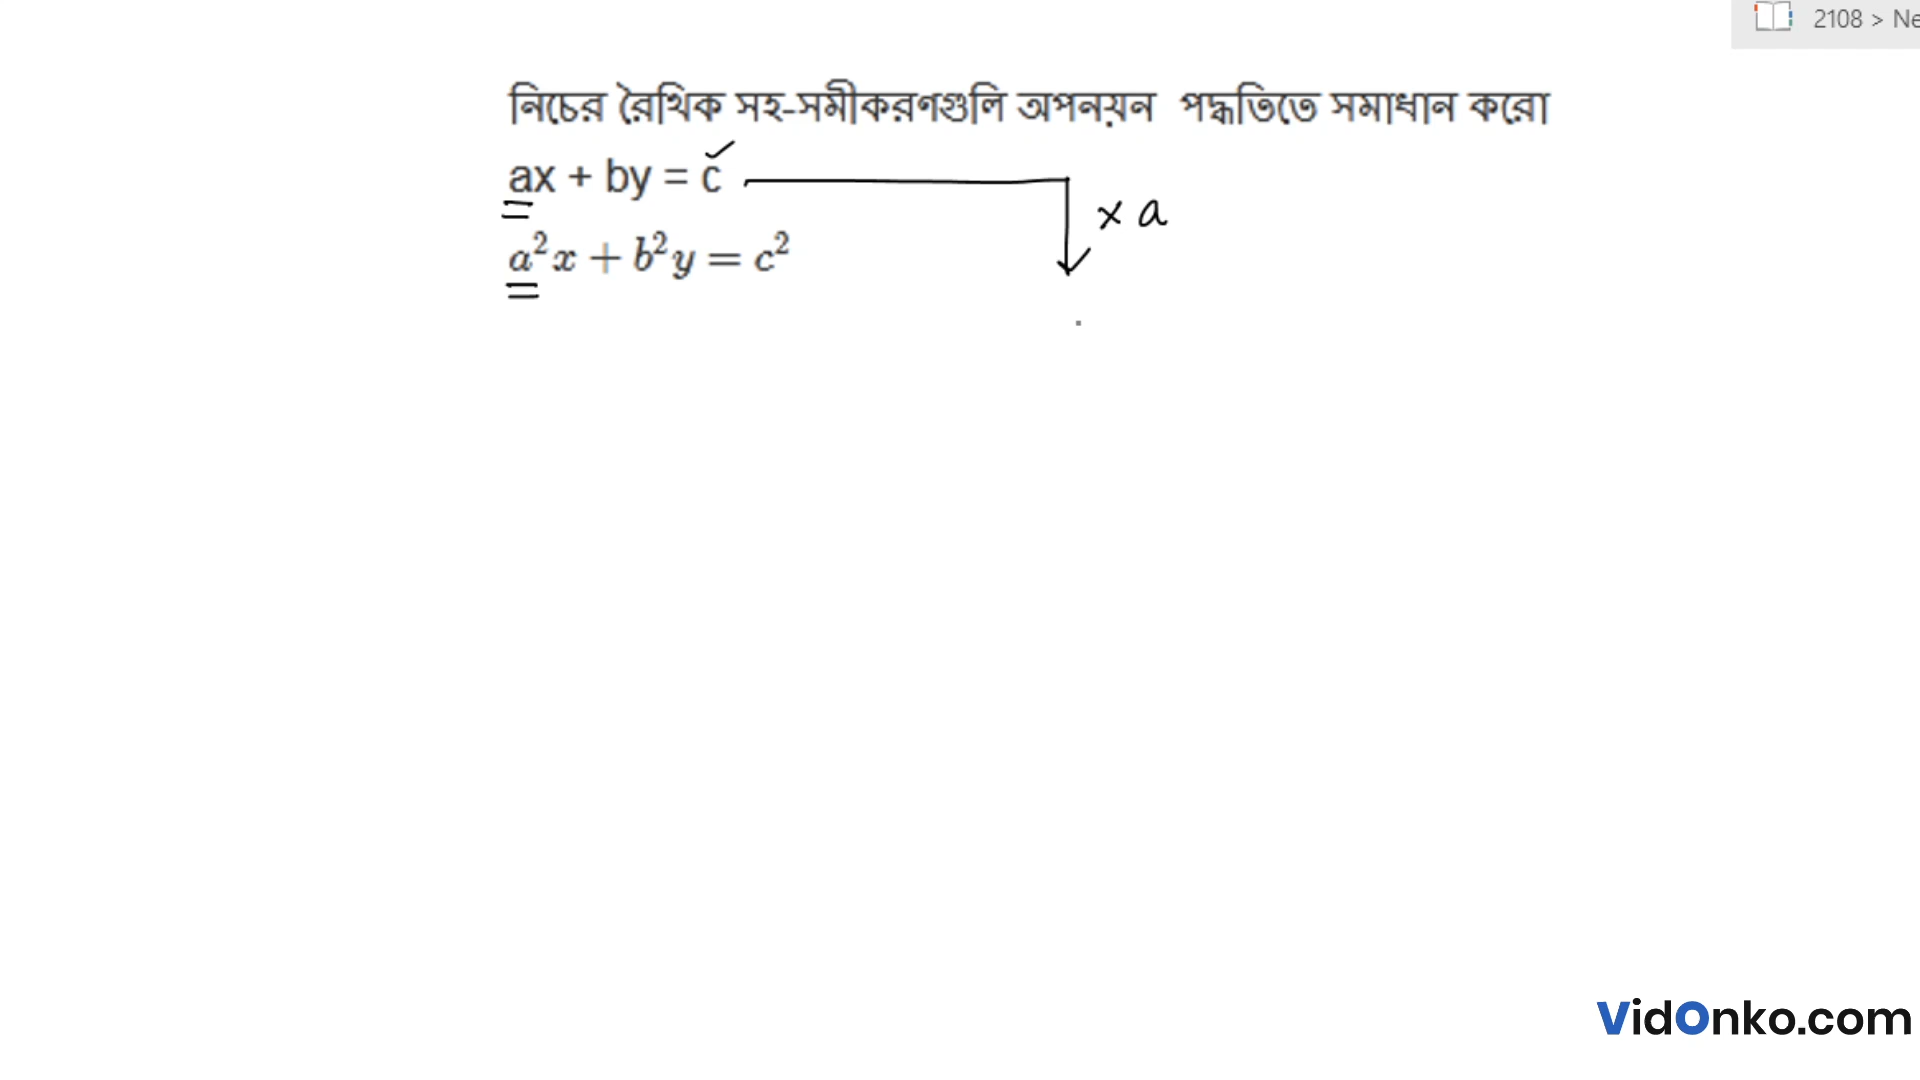 2108 > Ne
নিচের রৈখিক সহ-সমীকরণগুলি অপনয়ন পদ্ধতিতে সমাধান করো
ax + by = c
x a
a²x + b²y = c²
VidOnko.com